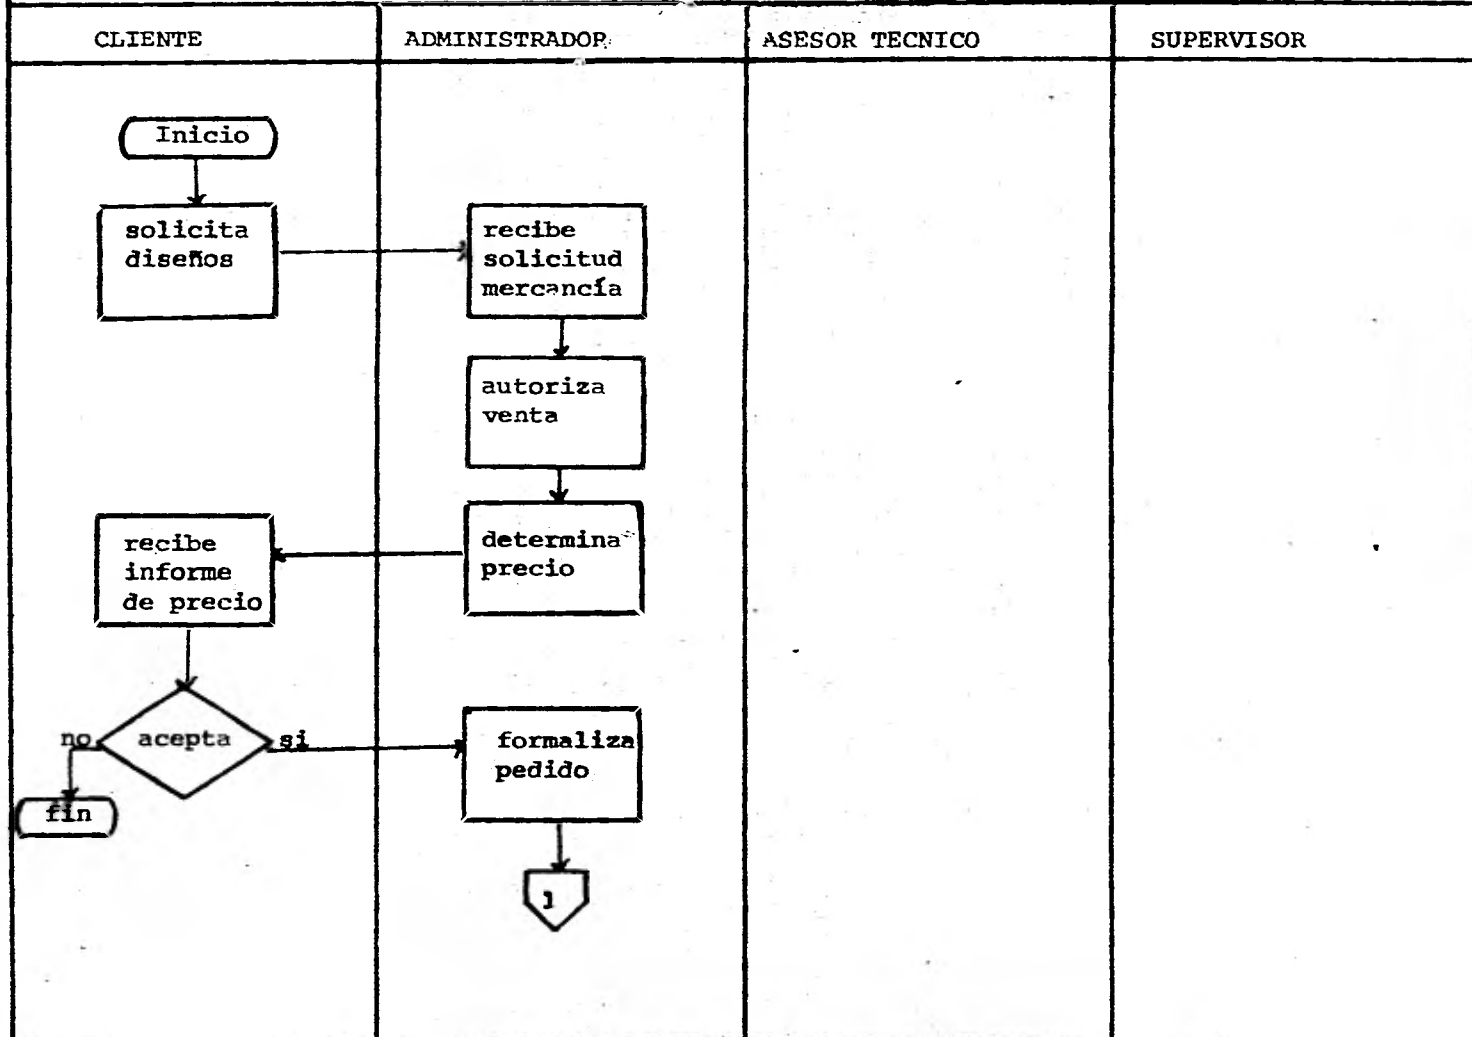 CLIENTE
ADMINISTRADOR
ASESOR TECNICO
SUPERVISOR
Inicio
solicita
diseños
recibe
solicitud
mercancía
autoriza
venta
determina
precio
recibe
informe
de precio
acepta
no
si
fin
formaliza
pedido
1